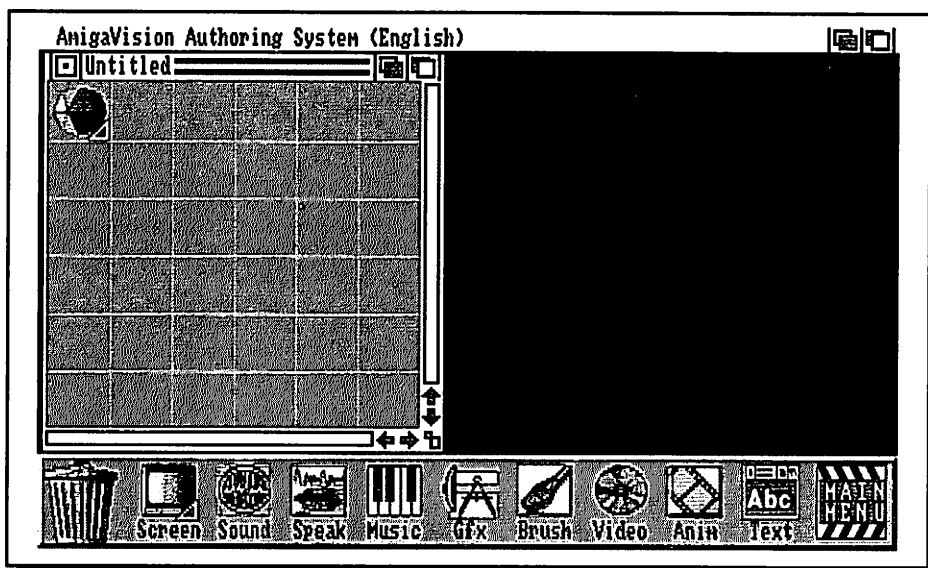 AmigaVision Authoring System (English)
Untitled
Screen Sound Speak Music Gfx Brush Video Anim Text
Abc
MAIN
MENU